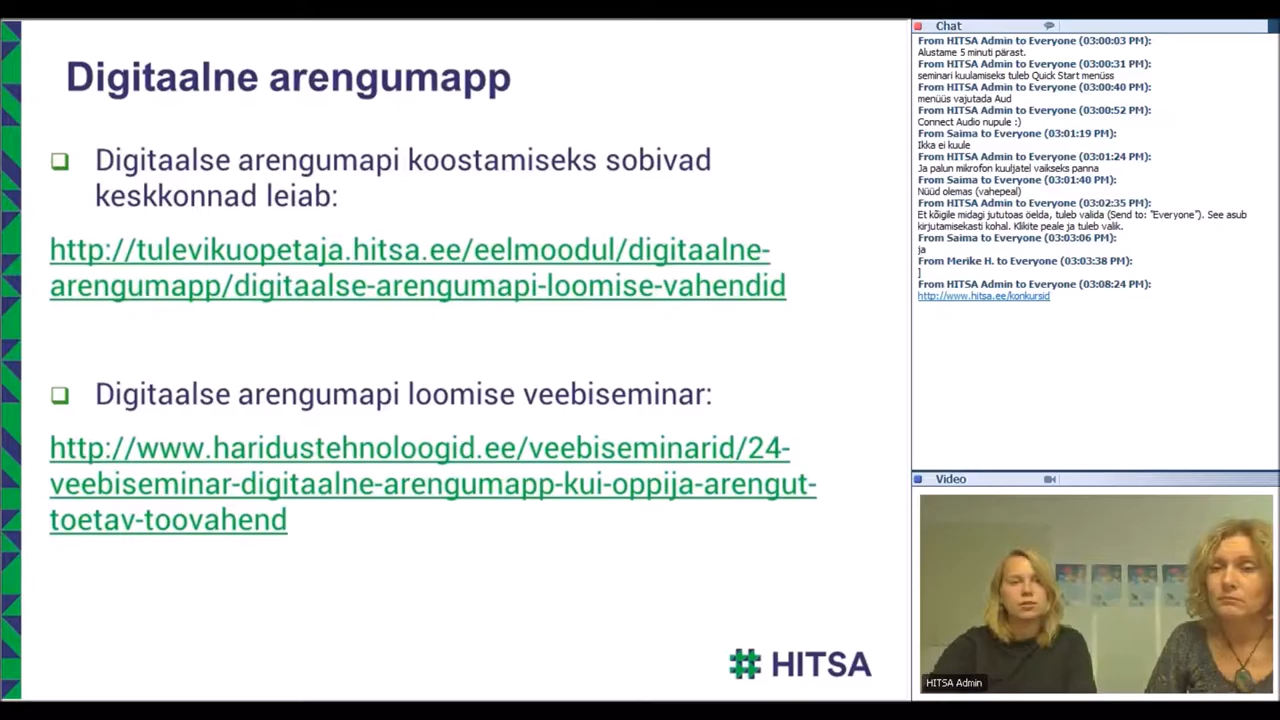 Digitaalne arengumapp
Digitaalse arengumapi koostamiseks sobivad
keskkonnad leiab:
http://tulevikuopetaja.hitsa.ee/eelmoodul/digitaalne-
arengumapp/digitaalse-arengumapi-loomise-vahendid
Digitaalse arengumapi loomise veebiseminar:
http://www.haridustehnoloogid.ee/veebiseminarid/24-
veebiseminar-digitaalne-arengumapp-kui-oppija-arengut-
toetav-toovahend
HITSA
Chat
From HITSA Admin to Everyone (03:00:03 PM):
Alustame 5 minuti pärast.
From HITSA Admin to Everyone (03:00:31 PM):
seminari kuulamiseks tuleb Quick Start menüss
From HITSA Admin to Everyone (03:00:40 PM):
menüüs vajutada Aud
From HITSA Admin to Everyone (03:00:52 PM):
Connect Audio nupule :)
From Saima to Everyone (03:01:19 PM):
Ikka ei kuule
From HITSA Admin to Everyone (03:01:24 PM):
Ja palun mikrofon kuuljatel vaikseks panna
From Saima to Everyone (03:01:40 PM):
Nüüd olemas (vahepeal)
From HITSA Admin to Everyone (03:02:35 PM):
Et kõigile midagi jututoas öelda, tuleb valida (Send to: "Everyone"). See asub
kirjutamisekasti kohal. Klikite peale ja tuleb valik.
From Saima to Everyone (03:03:06 PM):
ja
From Merike H. to Everyone (03:03:38 PM):
]
From HITSA Admin to Everyone (03:08:24 PM):
http://www.hitsa.ee/konkursid
Video
HITSA Admin